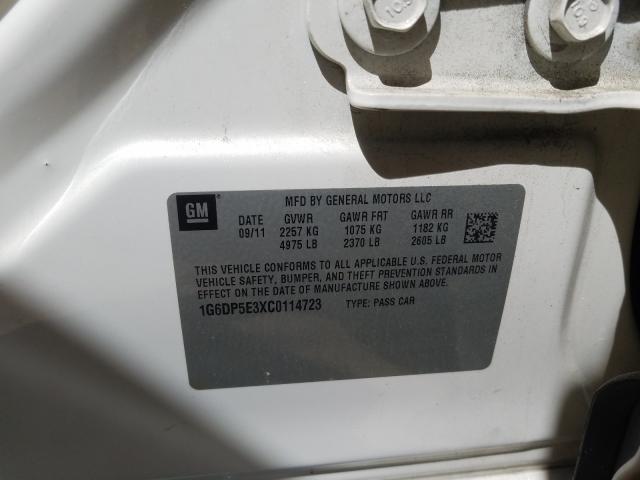 GM
MFD BY GENERAL MOTORS LLC
DATE GVWR GAWR FRT GAWR RR
09/11 2257 KG 1075 KG 1182 KG
4975 LB 2370 LB 2605 LB
THIS VEHICLE CONFORMS TO ALL APPLICABLE U.S. FEDERAL MOTOR
VEHICLE SAFETY, BUMPER, AND THEFT PREVENTION STANDARDS IN
EFFECT ON THE DATE OF MANUFACTURE SHOWN ABOVE.
1G6DP5E3XC0114723 TYPE: PASS CAR